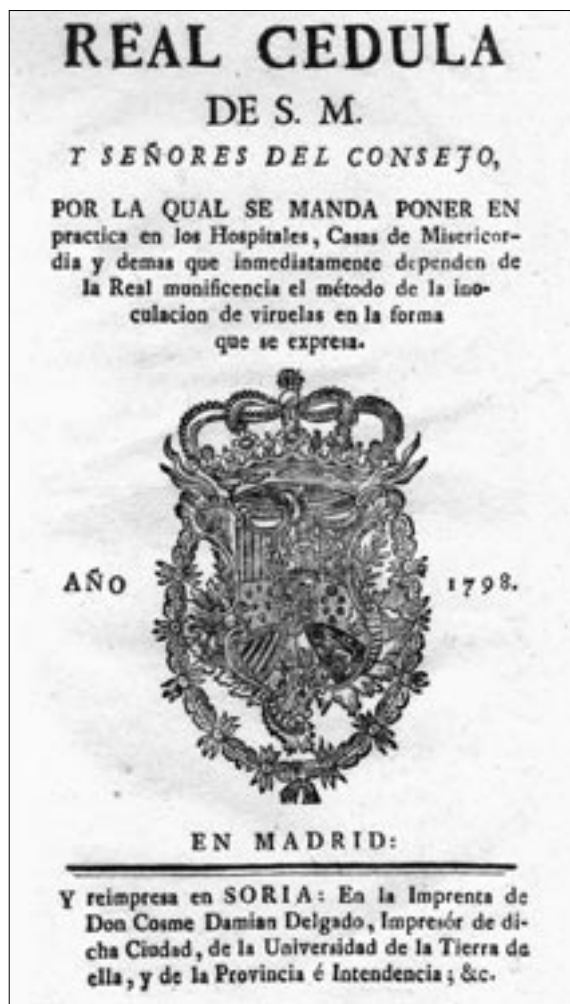 REAL CEDULA
DE S. M.
Y SEÑORES DEL CONSEJO,
POR LA QUAL SE MANDA PONER EN
practica en los Hospitales, Casas de Misericor-
dia y demas que inmediatamente dependen de
la Real munificencia el método de la ino-
culacion de viruelas en la forma
que se expresa.
AÑO 1798.
EN MADRID:
Y reimpresa en SORIA: En la Imprenta de
Don Cosme Damian Delgado, Impresór de di-
cha Ciudad, de la Universidad de la Tierra de
ella, y de la Provincia é Intendencia; &c.